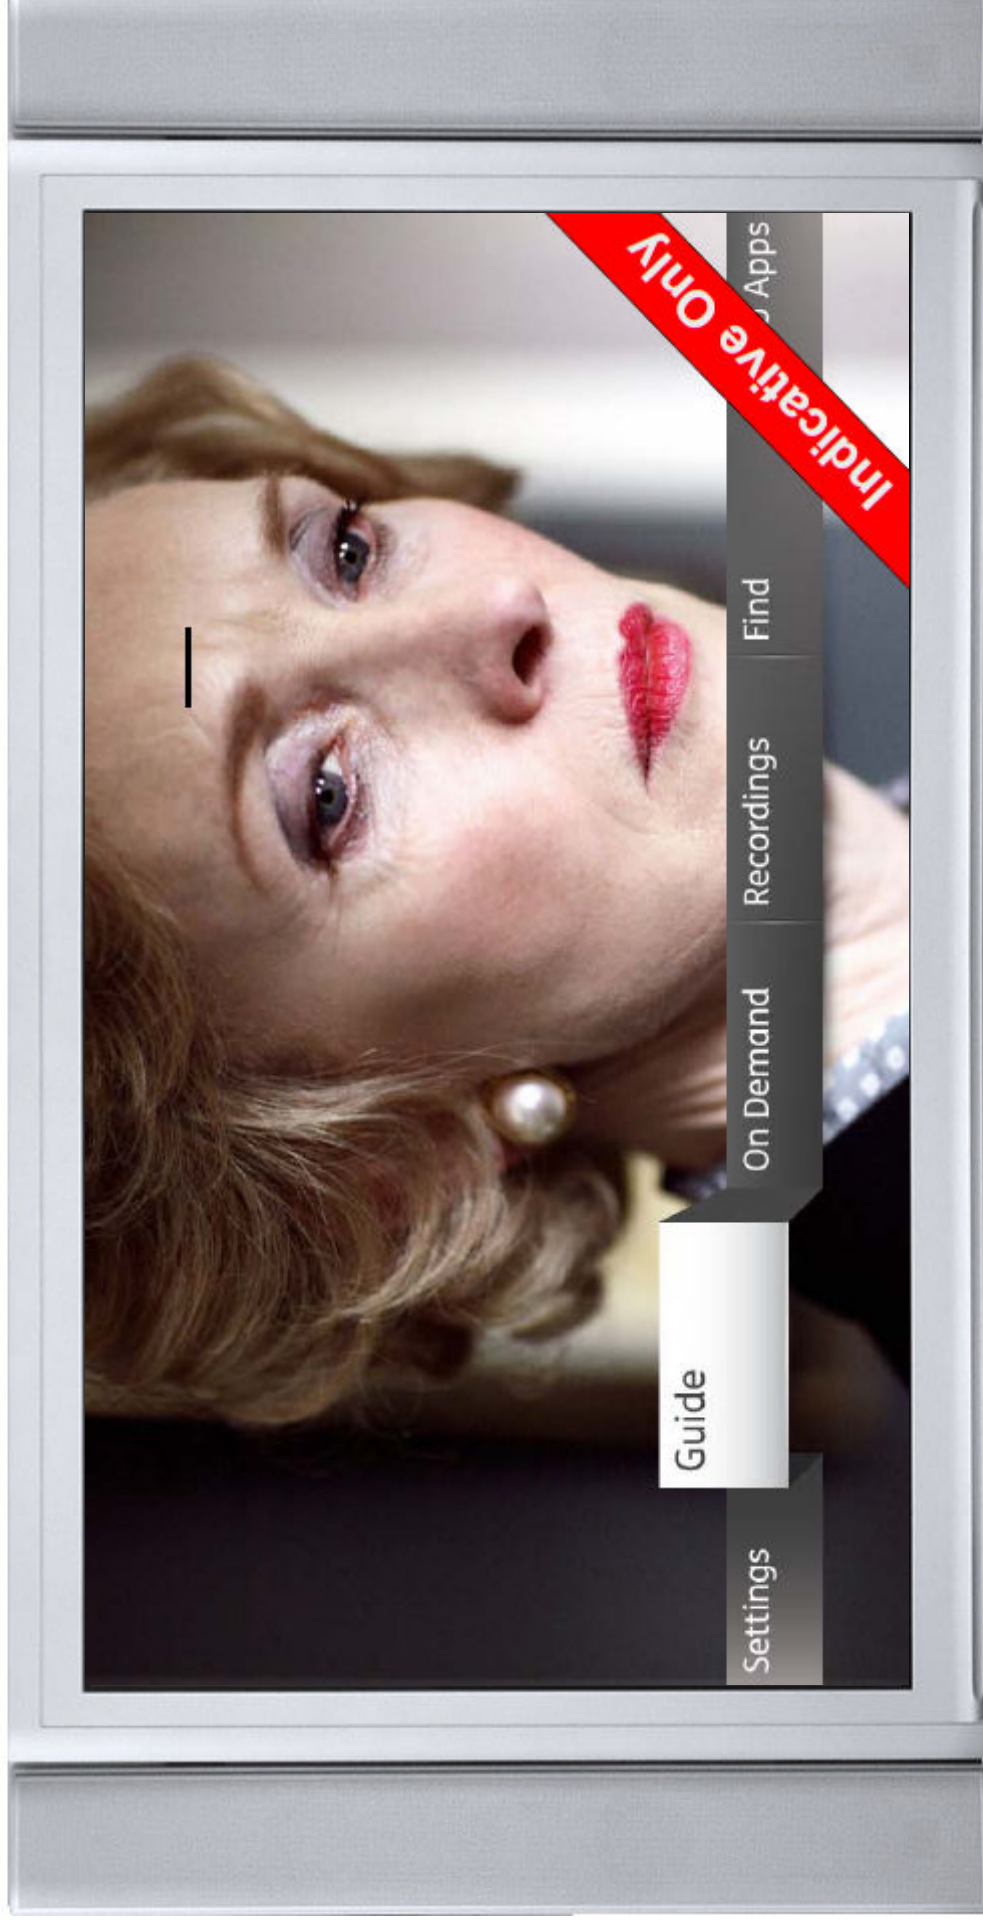 Settings
Guide
On Demand
Recordings
Find
Apps
Indicative Only